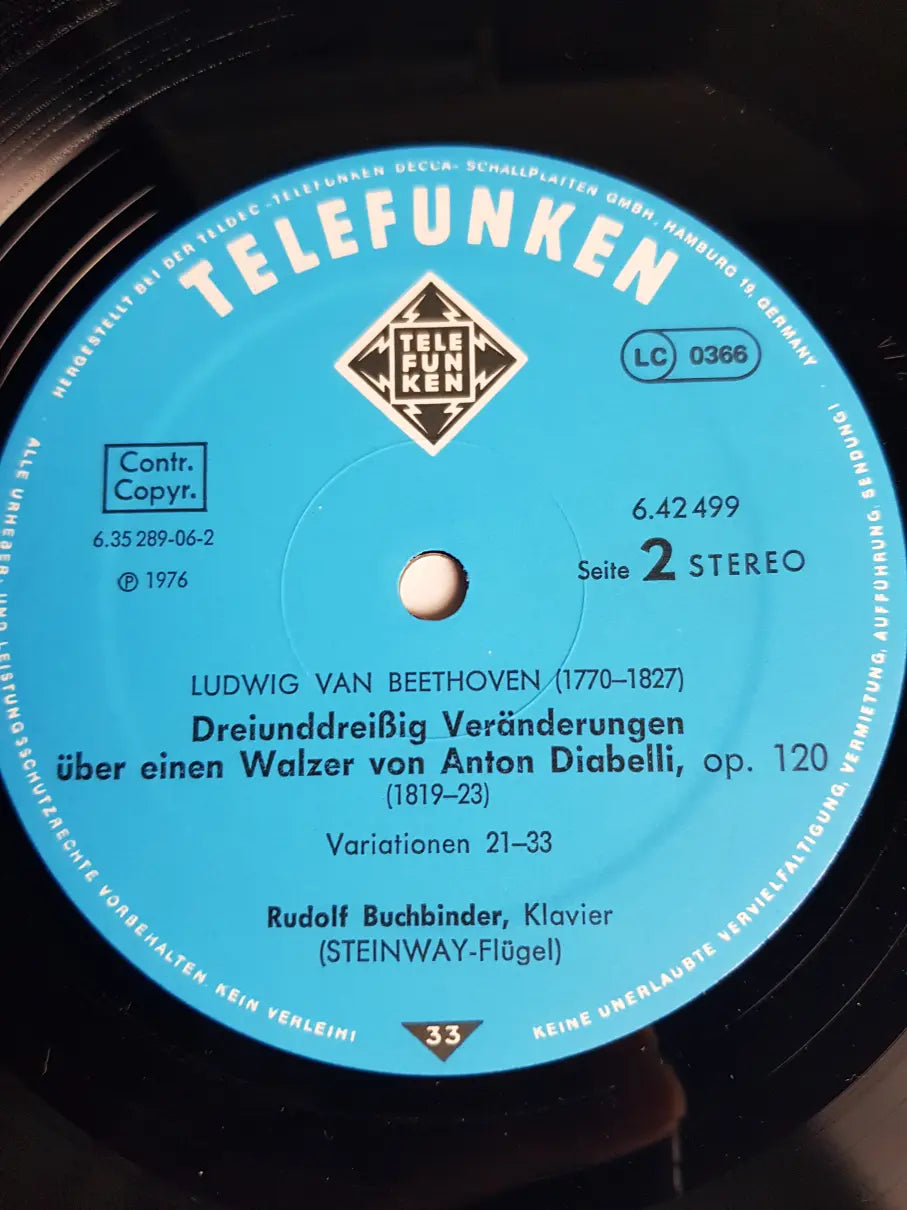 HERGESTELLT BEI DER TELDEC -TELEFUNKEN DECCA- SCHALLPLATTEN GMBH., HAMBURG 19, GERMANY
TELEFUNKEN
TELE
FUN
KEN
LC 0366
Contr.
Copyr.
6.35 289-06-2
℗ 1976
6.42 499
Seite 2 STEREO
LUDWIG VAN BEETHOVEN (1770–1827)
Dreiunddreißig Veränderungen
über einen Walzer von Anton Diabelli, op. 120
(1819–23)
Variationen 21–33
Rudolf Buchbinder, Klavier
(STEINWAY-Flügel)
33
ALLE URHEBER- UND LEISTUNGSSCHUTZRECHTE VORBEHALTEN. KEIN VERLEIH!
KEINE UNERLAUBTE VERVIELFÄLTIGUNG, VERMIETUNG, AUFFÜHRUNG, SENDUNG!